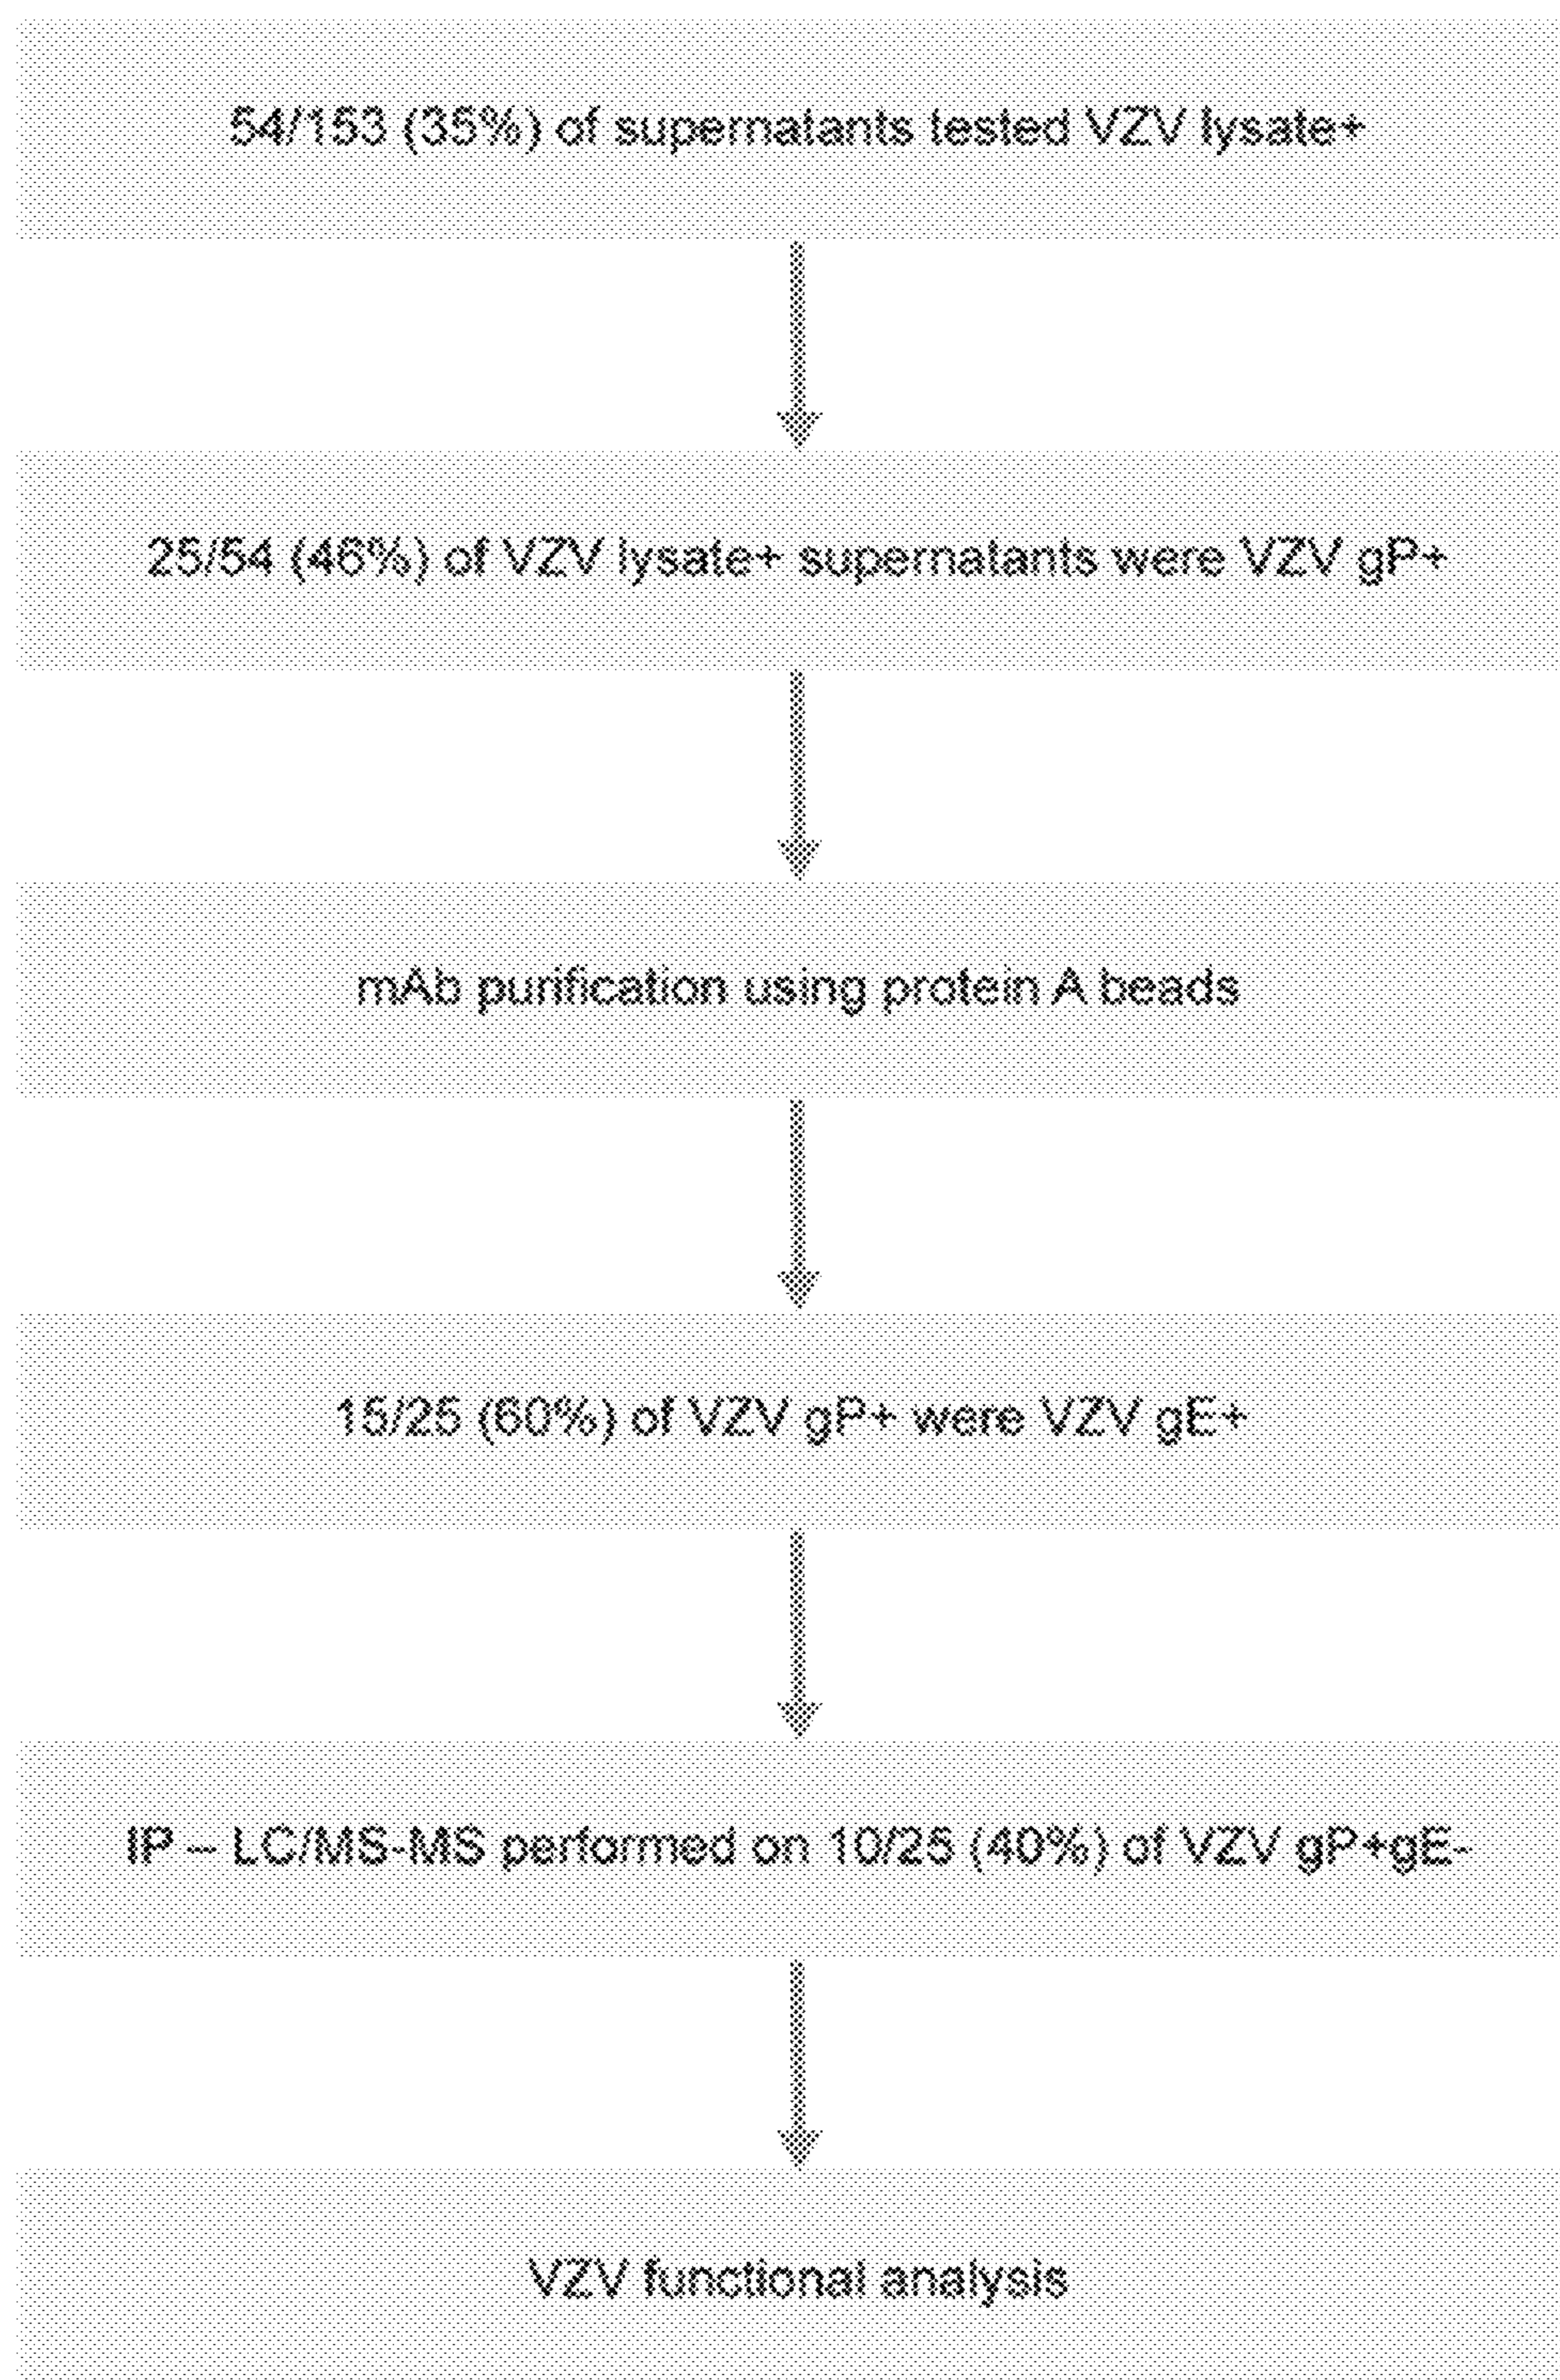 54/153 (35%) of supernatants tested VZV lysate+
25/54 (46%) of VZV lysate+ supernatants were VZV gP+
mAb purification using protein A beads
15/25 (60%) of VZV gP+ were VZV gE+
IP – LC/MS-MS performed on 10/25 (40%) of VZV gP+gE-
VZV functional analysis